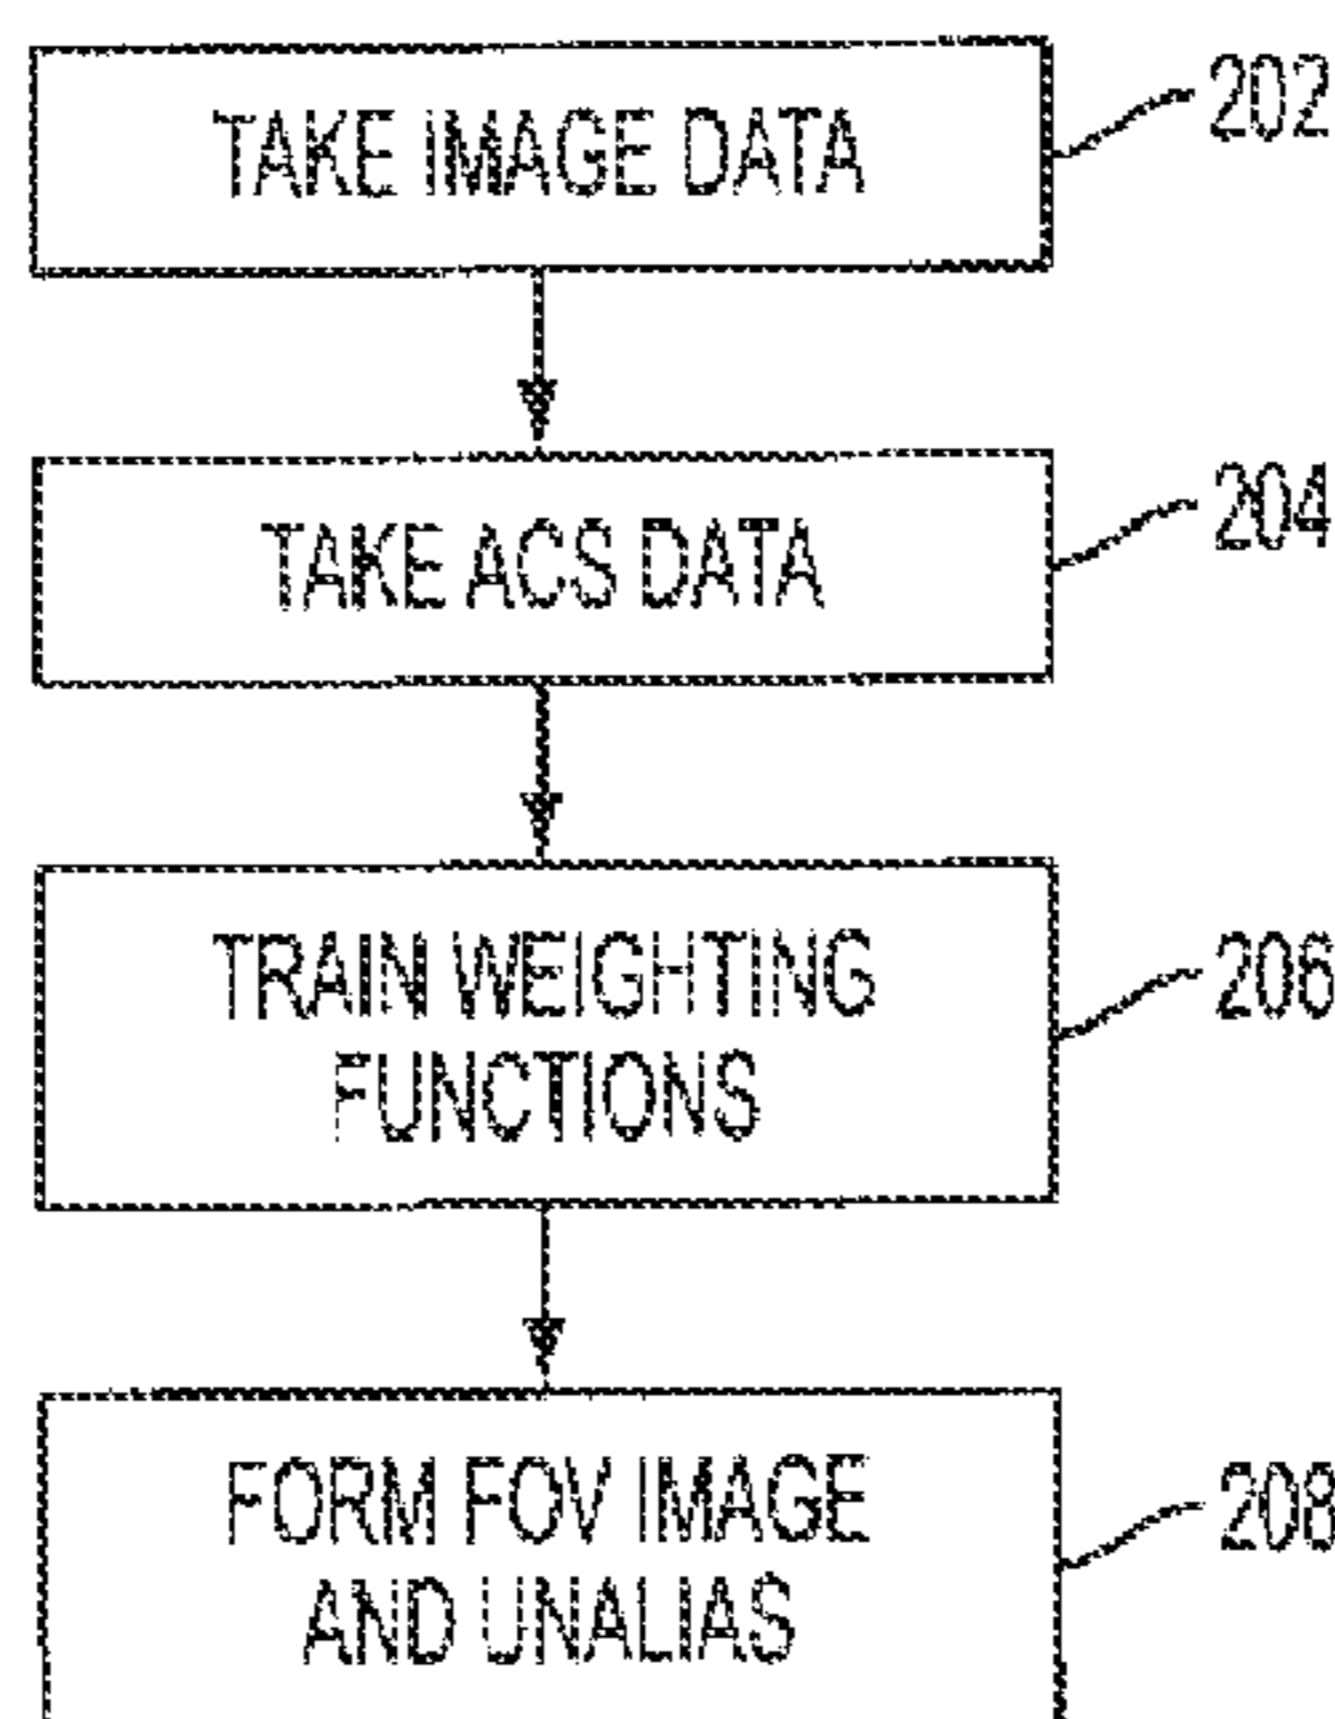 TAKE IMAGE DATA
202
TAKE ACS DATA
204
TRAIN WEIGHTING
FUNCTIONS
206
FORM FOV IMAGE
AND UNALIAS
208